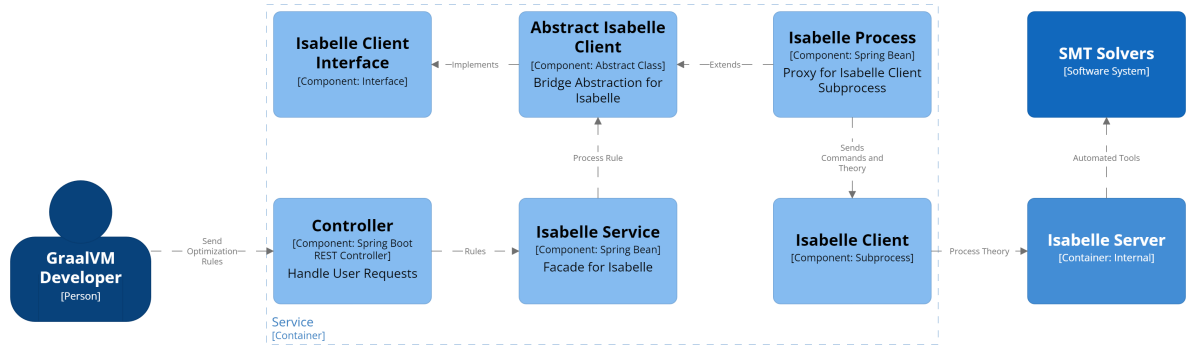 Isabelle Client
Interface
[Component: Interface]
Implements
Abstract Isabelle
Client
[Component: Abstract Class]
Bridge Abstraction for
Isabelle
Extends
Isabelle Process
[Component: Spring Bean]
Proxy for Isabelle Client
Subprocess
SMT Solvers
[Software System]
Process Rule
Sends
Commands and
Theory
Automated Tools
GraalVM
Developer
[Person]
Send
Optimization
Rules
Controller
[Component: Spring Boot
REST Controller]
Handle User Requests
Rules
Isabelle Service
[Component: Spring Bean]
Facade for Isabelle
Isabelle Client
[Component: Subprocess]
Process Theory
Isabelle Server
[Container: Internal]
Service
[Container]